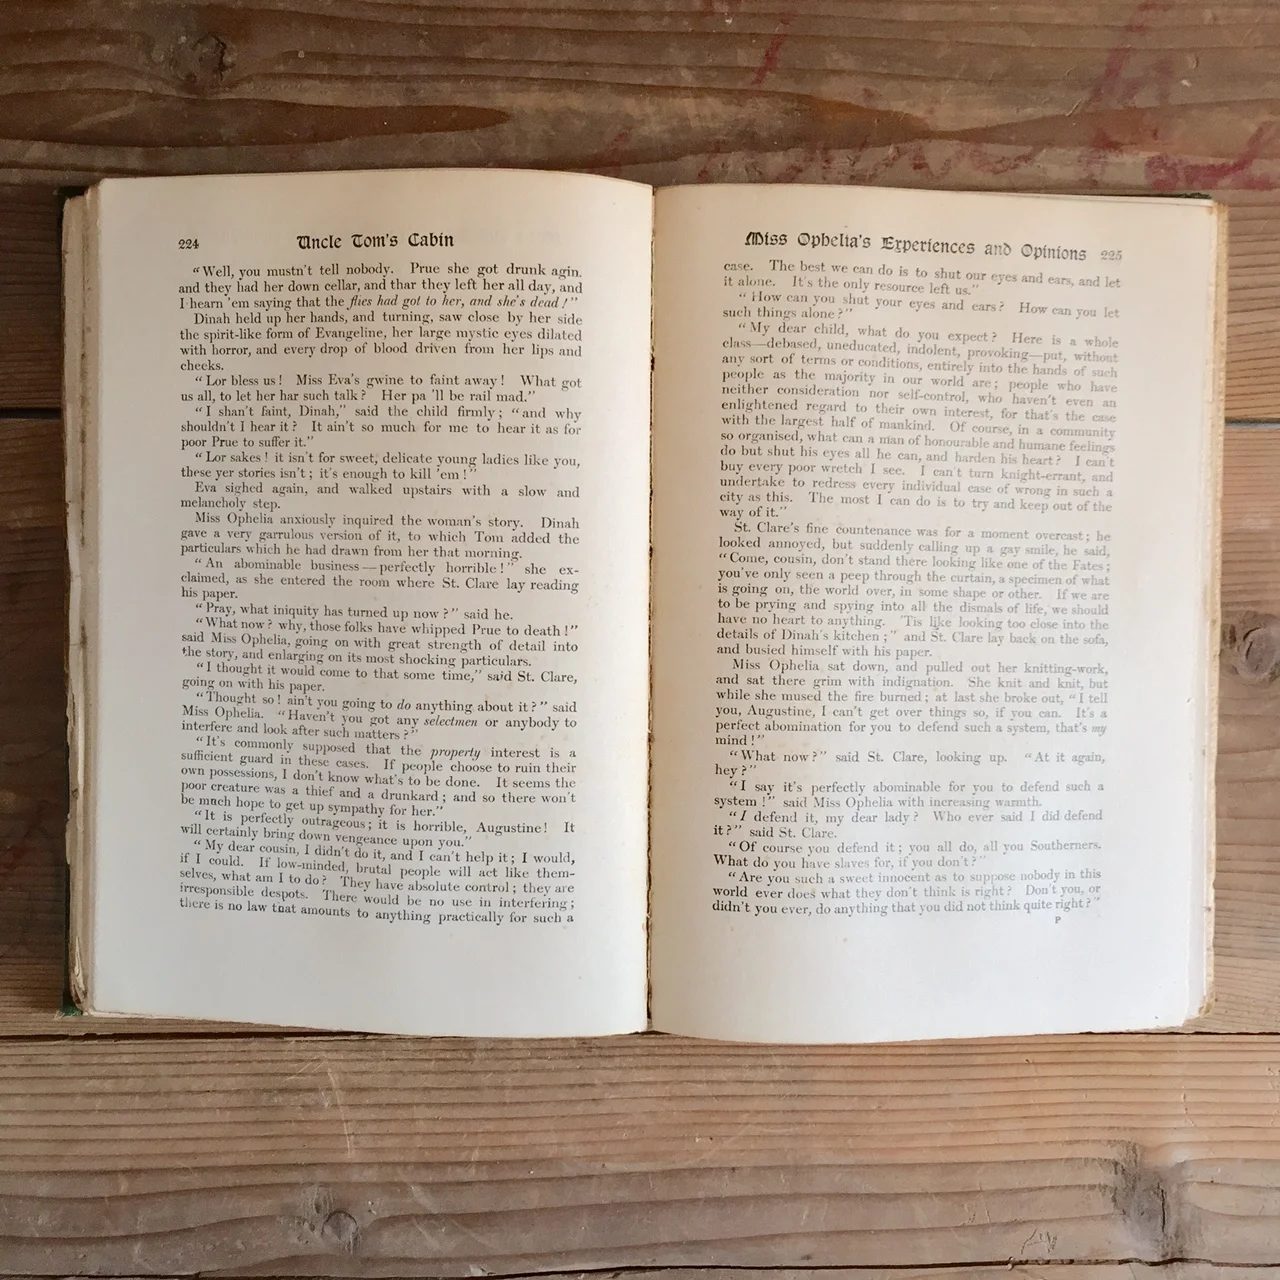 224
Uncle Tom's Cabin
“Well, you mustn't tell nobody. Prue she got drunk agin.
and they had her down cellar, and thar they left her all day, and
I hearn 'em saying that the flies had got to her, and she's dead!”
Dinah held up her hands, and turning, saw close by her side
the spirit-like form of Evangeline, her large mystic eyes dilated
with horror, and every drop of blood driven from her lips and
cheeks.
“Lor bless us! Miss Eva's gwine to faint away! What got
us all, to let her har such talk? Her pa 'll be rail mad.”
“I shan't faint, Dinah,” said the child firmly; “and why
shouldn't I hear it? It ain't so much for me to hear it as for
poor Prue to suffer it.”
“Lor sakes! it isn't for sweet, delicate young ladies like you,
these yer stories isn't; it's enough to kill 'em!”
Eva sighed again, and walked upstairs with a slow and
melancholy step.
Miss Ophelia anxiously inquired the woman's story. Dinah
gave a very garrulous version of it, to which Tom added the
particulars which he had drawn from her that morning.
“An abominable business—perfectly horrible!” she ex-
claimed, as she entered the room where St. Clare lay reading
his paper.
“Pray, what iniquity has turned up now?” said he.
“What now? why, those folks have whipped Prue to death!”
said Miss Ophelia, going on with great strength of detail into
the story, and enlarging on its most shocking particulars.
“I thought it would come to that some time,” said St. Clare,
going on with his paper.
“Thought so! ain't you going to do anything about it?” said
Miss Ophelia. “Haven't you got any selectmen or anybody to
interfere and look after such matters?”
“It's commonly supposed that the property interest is a
sufficient guard in these cases. If people choose to ruin their
own possessions, I don't know what's to be done. It seems the
poor creature was a thief and a drunkard; and so there won't
be much hope to get up sympathy for her.”
“It is perfectly outrageous; it is horrible, Augustine! It
will certainly bring down vengeance upon you.”
“My dear cousin, I didn't do it, and I can't help it; I would,
if I could. If low-minded, brutal people will act like them-
selves, what am I to do? They have absolute control; they are
irresponsible despots. There would be no use in interfering;
there is no law that amounts to anything practically for such a
Miss Ophelia's Experiences and Opinions 225
case. The best we can do is to shut our eyes and ears, and let
it alone. It's the only resource left us.”
“How can you shut your eyes and ears? How can you let
such things alone?”
“My dear child, what do you expect? Here is a whole
class—debased, uneducated, indolent, provoking—put, without
any sort of terms or conditions, entirely into the hands of such
people as the majority in our world are; people who have
neither consideration nor self-control, who haven't even an
enlightened regard to their own interest, for that's the case
with the largest half of mankind. Of course, in a community
so organised, what can a man of honourable and humane feelings
do but shut his eyes all he can, and harden his heart? I can't
buy every poor wretch I see. I can't turn knight-errant, and
undertake to redress every individual case of wrong in such a
city as this. The most I can do is to try and keep out of the
way of it.”
St. Clare's fine countenance was for a moment overcast; he
looked annoyed, but suddenly calling up a gay smile, he said,
“Come, cousin, don't stand there looking like one of the Fates;
you've only seen a peep through the curtain, a specimen of what
is going on, the world over, in some shape or other. If we are
to be prying and spying into all the dismals of life, we should
have no heart to anything. 'Tis like looking too close into the
details of Dinah's kitchen;” and St. Clare lay back on the sofa,
and busied himself with his paper.
Miss Ophelia sat down, and pulled out her knitting-work,
and sat there grim with indignation. She knit and knit, but
while she mused the fire burned; at last she broke out, “I tell
you, Augustine, I can't get over things so, if you can. It's a
perfect abomination for you to defend such a system, that's my
mind!”
“What now?” said St. Clare, looking up. “At it again,
hey?”
“I say it's perfectly abominable for you to defend such a
system!” said Miss Ophelia with increasing warmth.
“I defend it, my dear lady? Who ever said I did defend
it?” said St. Clare.
“Of course you defend it; you all do, all you Southerners.
What do you have slaves for, if you don't?”
“Are you such a sweet innocent as to suppose nobody in this
world ever does what they don't think is right? Don't you, or
didn't you ever, do anything that you did not think quite right?”
P